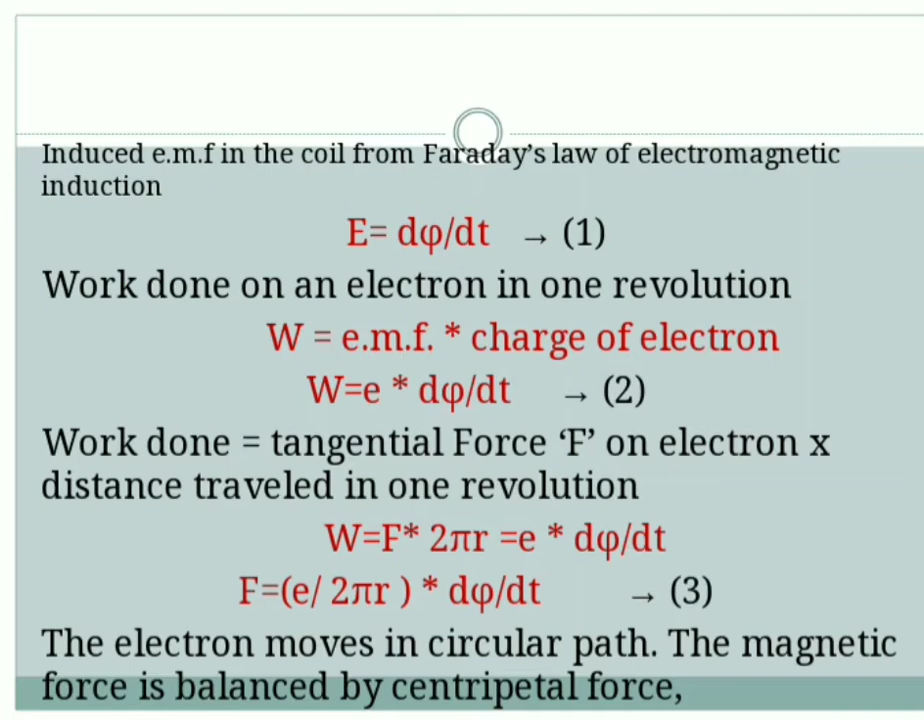 Induced e.m.f in the coil from Faraday’s law of electromagnetic
induction
E= dφ/dt → (1)
Work done on an electron in one revolution
W = e.m.f. * charge of electron
W=e * dφ/dt → (2)
Work done = tangential Force ‘F’ on electron x
distance traveled in one revolution
W=F* 2πr =e * dφ/dt
F=(e/ 2πr ) * dφ/dt → (3)
The electron moves in circular path. The magnetic
force is balanced by centripetal force,